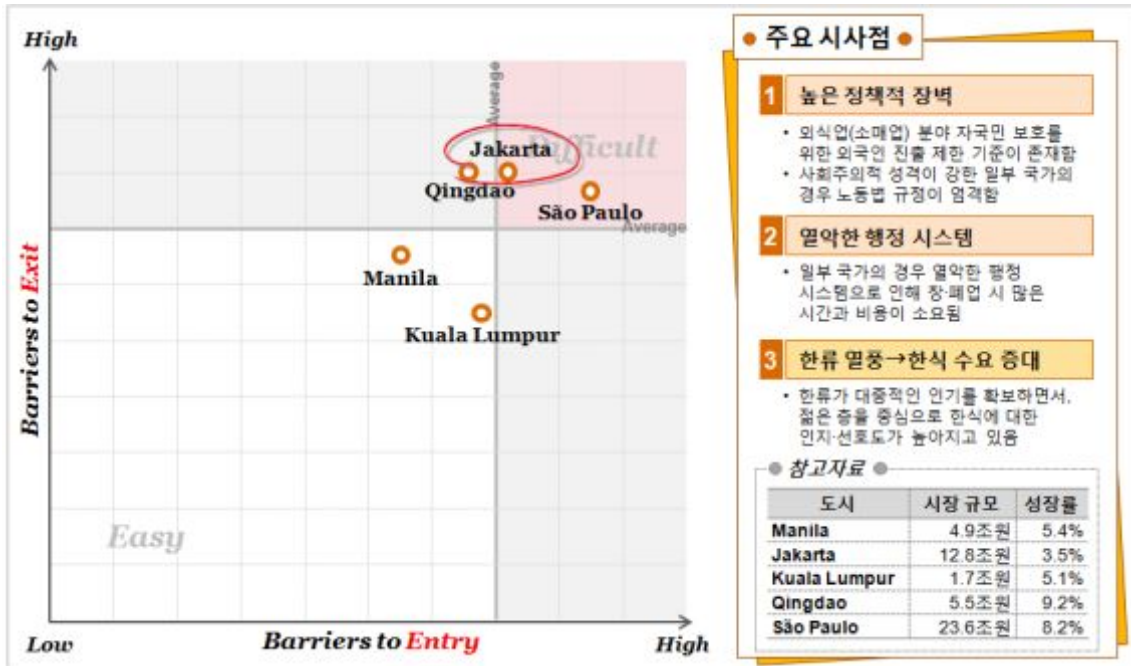 High
Average
Difficult
Jakarta
Qingdao
São Paulo
Average
Manila
Kuala Lumpur
Barriers to Exit
Easy
Low
Barriers to Entry
High
주요 시사점
1 높은 정책적 장벽
• 외식업(소매업) 분야 자국민 보호를
위한 외국인 진출 제한 기준이 존재함
• 사회주의적 성격이 강한 일부 국가의
경우 노동법 규정이 엄격함
2 열악한 행정 시스템
• 일부 국가의 경우 열악한 행정
시스템으로 인해 창·폐업 시 많은
시간과 비용이 소요됨
3 한류 열풍→한식 수요 증대
• 한류가 대중적인 인기를 확보하면서,
젊은 층을 중심으로 한식에 대한
인지·선호도가 높아지고 있음
참고자료
도시 시장 규모 성장률
Manila 4.9조원 5.4%
Jakarta 12.8조원 3.5%
Kuala Lumpur 1.7조원 5.1%
Qingdao 5.5조원 9.2%
São Paulo 23.6조원 8.2%